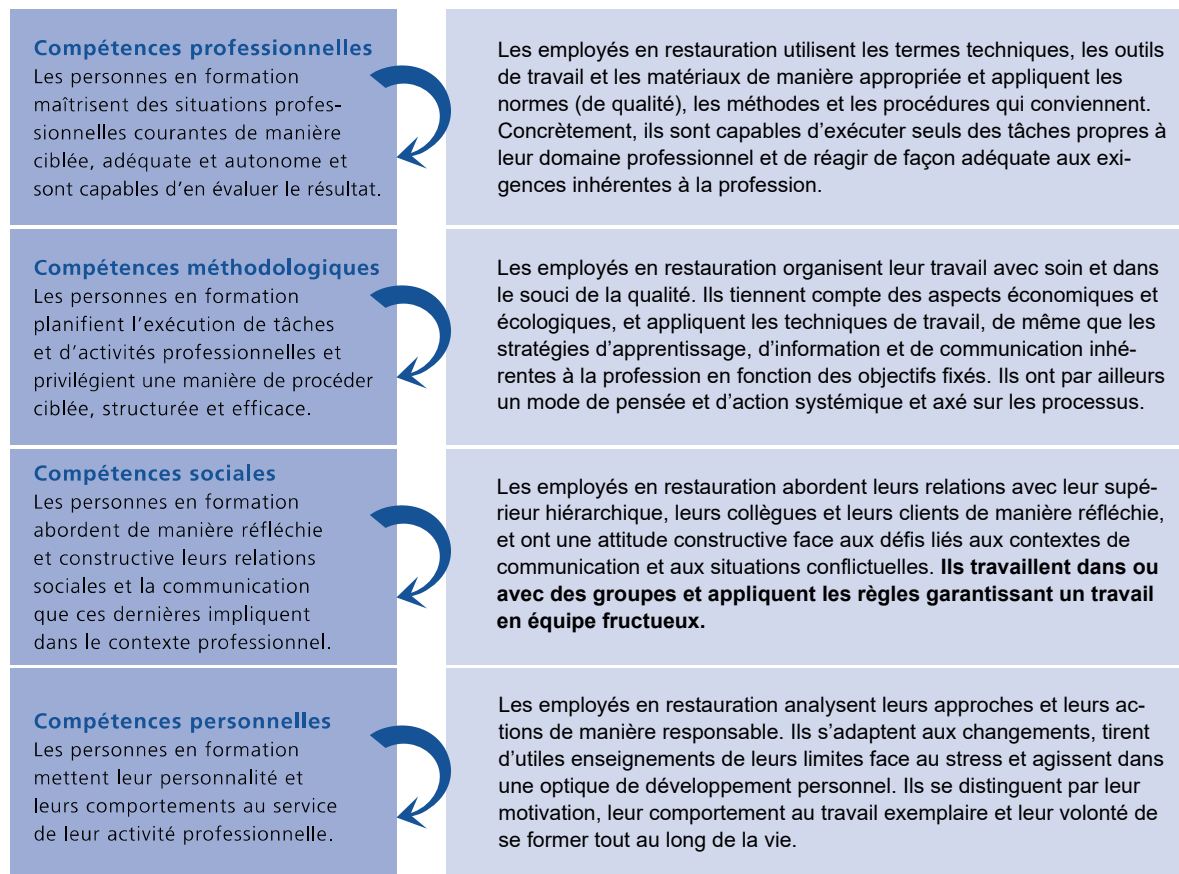 Compétences professionnelles
Les personnes en formation
maîtrisent des situations profes-
sionnelles courantes de manière
ciblée, adéquate et autonome et
sont capables d'en évaluer le résultat.
Les employés en restauration utilisent les termes techniques, les outils
de travail et les matériaux de manière appropriée et appliquent les
normes (de qualité), les méthodes et les procédures qui conviennent.
Concrètement, ils sont capables d'exécuter seuls des tâches propres à
leur domaine professionnel et de réagir de façon adéquate aux exi-
gences inhérentes à la profession.
Compétences méthodologiques
Les personnes en formation
planifient l'exécution de tâches
et d'activités professionnelles et
privilégient une manière de procéder
ciblée, structurée et efficace.
Les employés en restauration organisent leur travail avec soin et dans
le souci de la qualité. Ils tiennent compte des aspects économiques et
écologiques, et appliquent les techniques de travail, de même que les
stratégies d'apprentissage, d'information et de communication inhé-
rentes à la profession en fonction des objectifs fixés. Ils ont par ailleurs
un mode de pensée et d'action systémique et axé sur les processus.
Compétences sociales
Les personnes en formation
abordent de manière réfléchie
et constructive leurs relations
sociales et la communication
que ces dernières impliquent
dans le contexte professionnel.
Les employés en restauration abordent leurs relations avec leur supé-
rieur hiérarchique, leurs collègues et leurs clients de manière réfléchie,
et ont une attitude constructive face aux défis liés aux contextes de
communication et aux situations conflictuelles. Ils travaillent dans ou
avec des groupes et appliquent les règles garantissant un travail
en équipe fructueux.
Compétences personnelles
Les personnes en formation
mettent leur personnalité et
leurs comportements au service
de leur activité professionnelle.
Les employés en restauration analysent leurs approches et leurs ac-
tions de manière responsable. Ils s'adaptent aux changements, tirent
d'utiles enseignements de leurs limites face au stress et agissent dans
une optique de développement personnel. Ils se distinguent par leur
motivation, leur comportement au travail exemplaire et leur volonté de
se former tout au long de la vie.